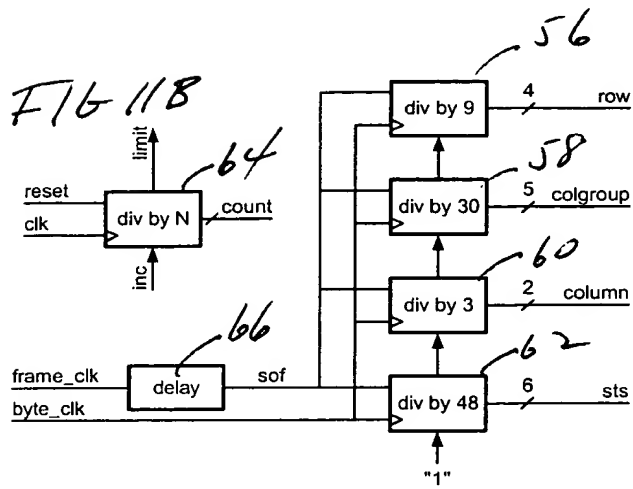 FIG 11B
56
div by 9
4
row
limit
64
58
reset
div by N
count
clk
div by 30
5
colgroup
inc
60
div by 3
2
column
66
62
frame_clk
delay
sof
div by 48
6
sts
byte_clk
"1"